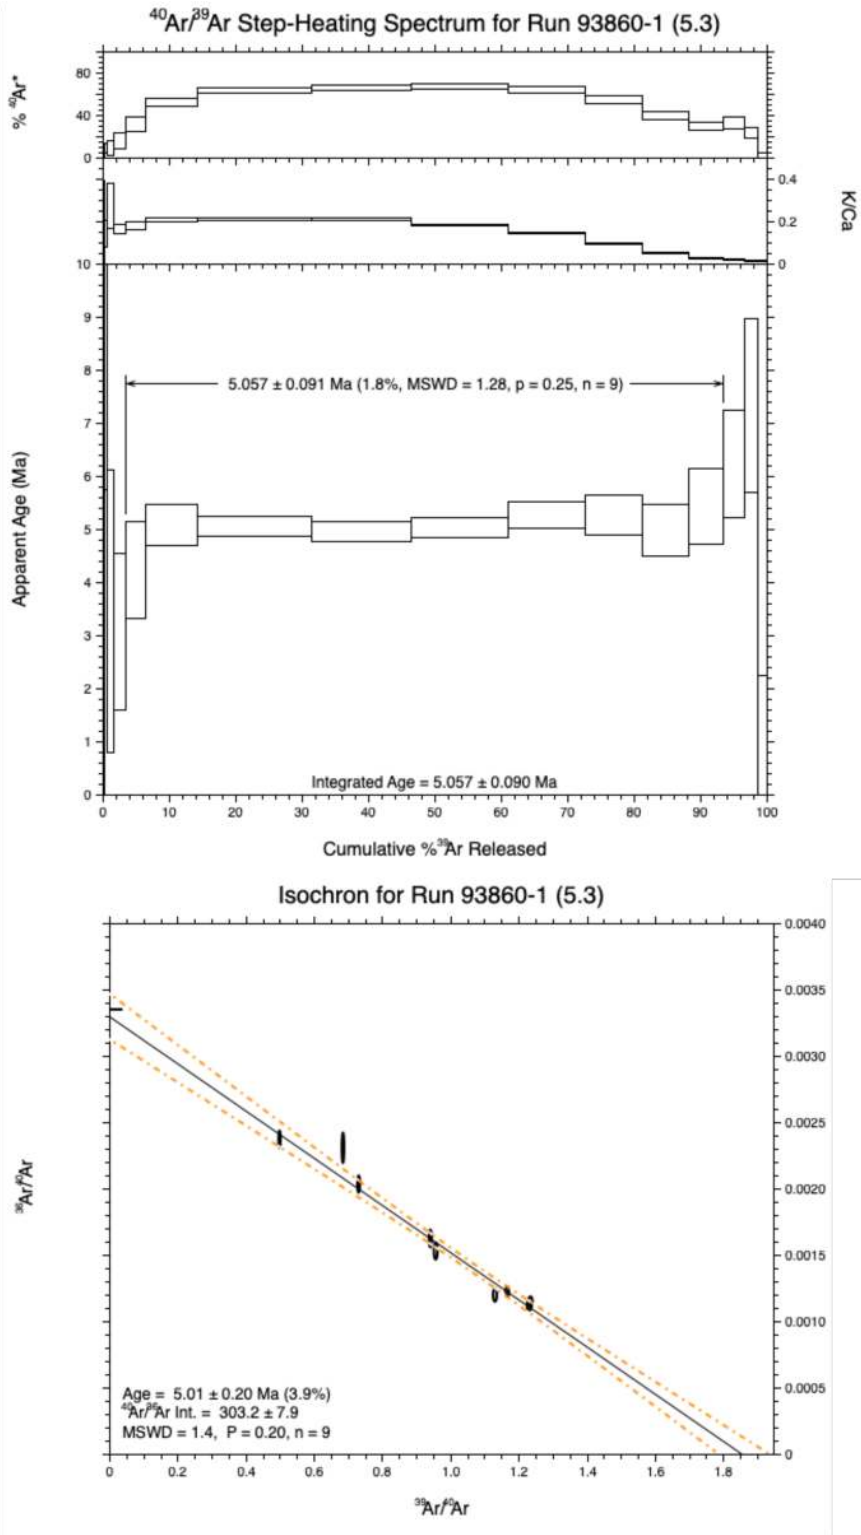 40Ar/39Ar Step-Heating Spectrum for Run 93860-1 (5.3)
% 40Ar*
80
40
0
0.4
0.2
0
K/Ca
10
9
8
7
6
5
4
3
2
1
0
Apparent Age (Ma)
5.057 ± 0.091 Ma (1.8%, MSWD = 1.28, p = 0.25, n = 9)
Integrated Age = 5.057 ± 0.090 Ma
0 10 20 30 40 50 60 70 80 90 100
Cumulative %39Ar Released
Isochron for Run 93860-1 (5.3)
0.0040
0.0035
0.0030
0.0025
0.0020
0.0015
0.0010
0.0005
0
36Ar/40Ar
Age = 5.01 ± 0.20 Ma (3.9%)
40Ar/36Ar Int. = 303.2 ± 7.9
MSWD = 1.4, P = 0.20, n = 9
0 0.2 0.4 0.6 0.8 1.0 1.2 1.4 1.6 1.8
39Ar/40Ar